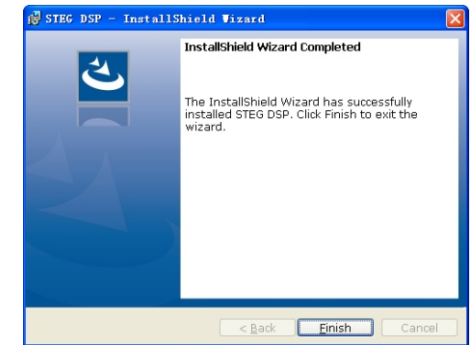 STEG DSP - InstallShield Wizard
InstallShield Wizard Completed
The InstallShield Wizard has successfully
installed STEG DSP. Click Finish to exit the
wizard.
< Back
Finish
Cancel